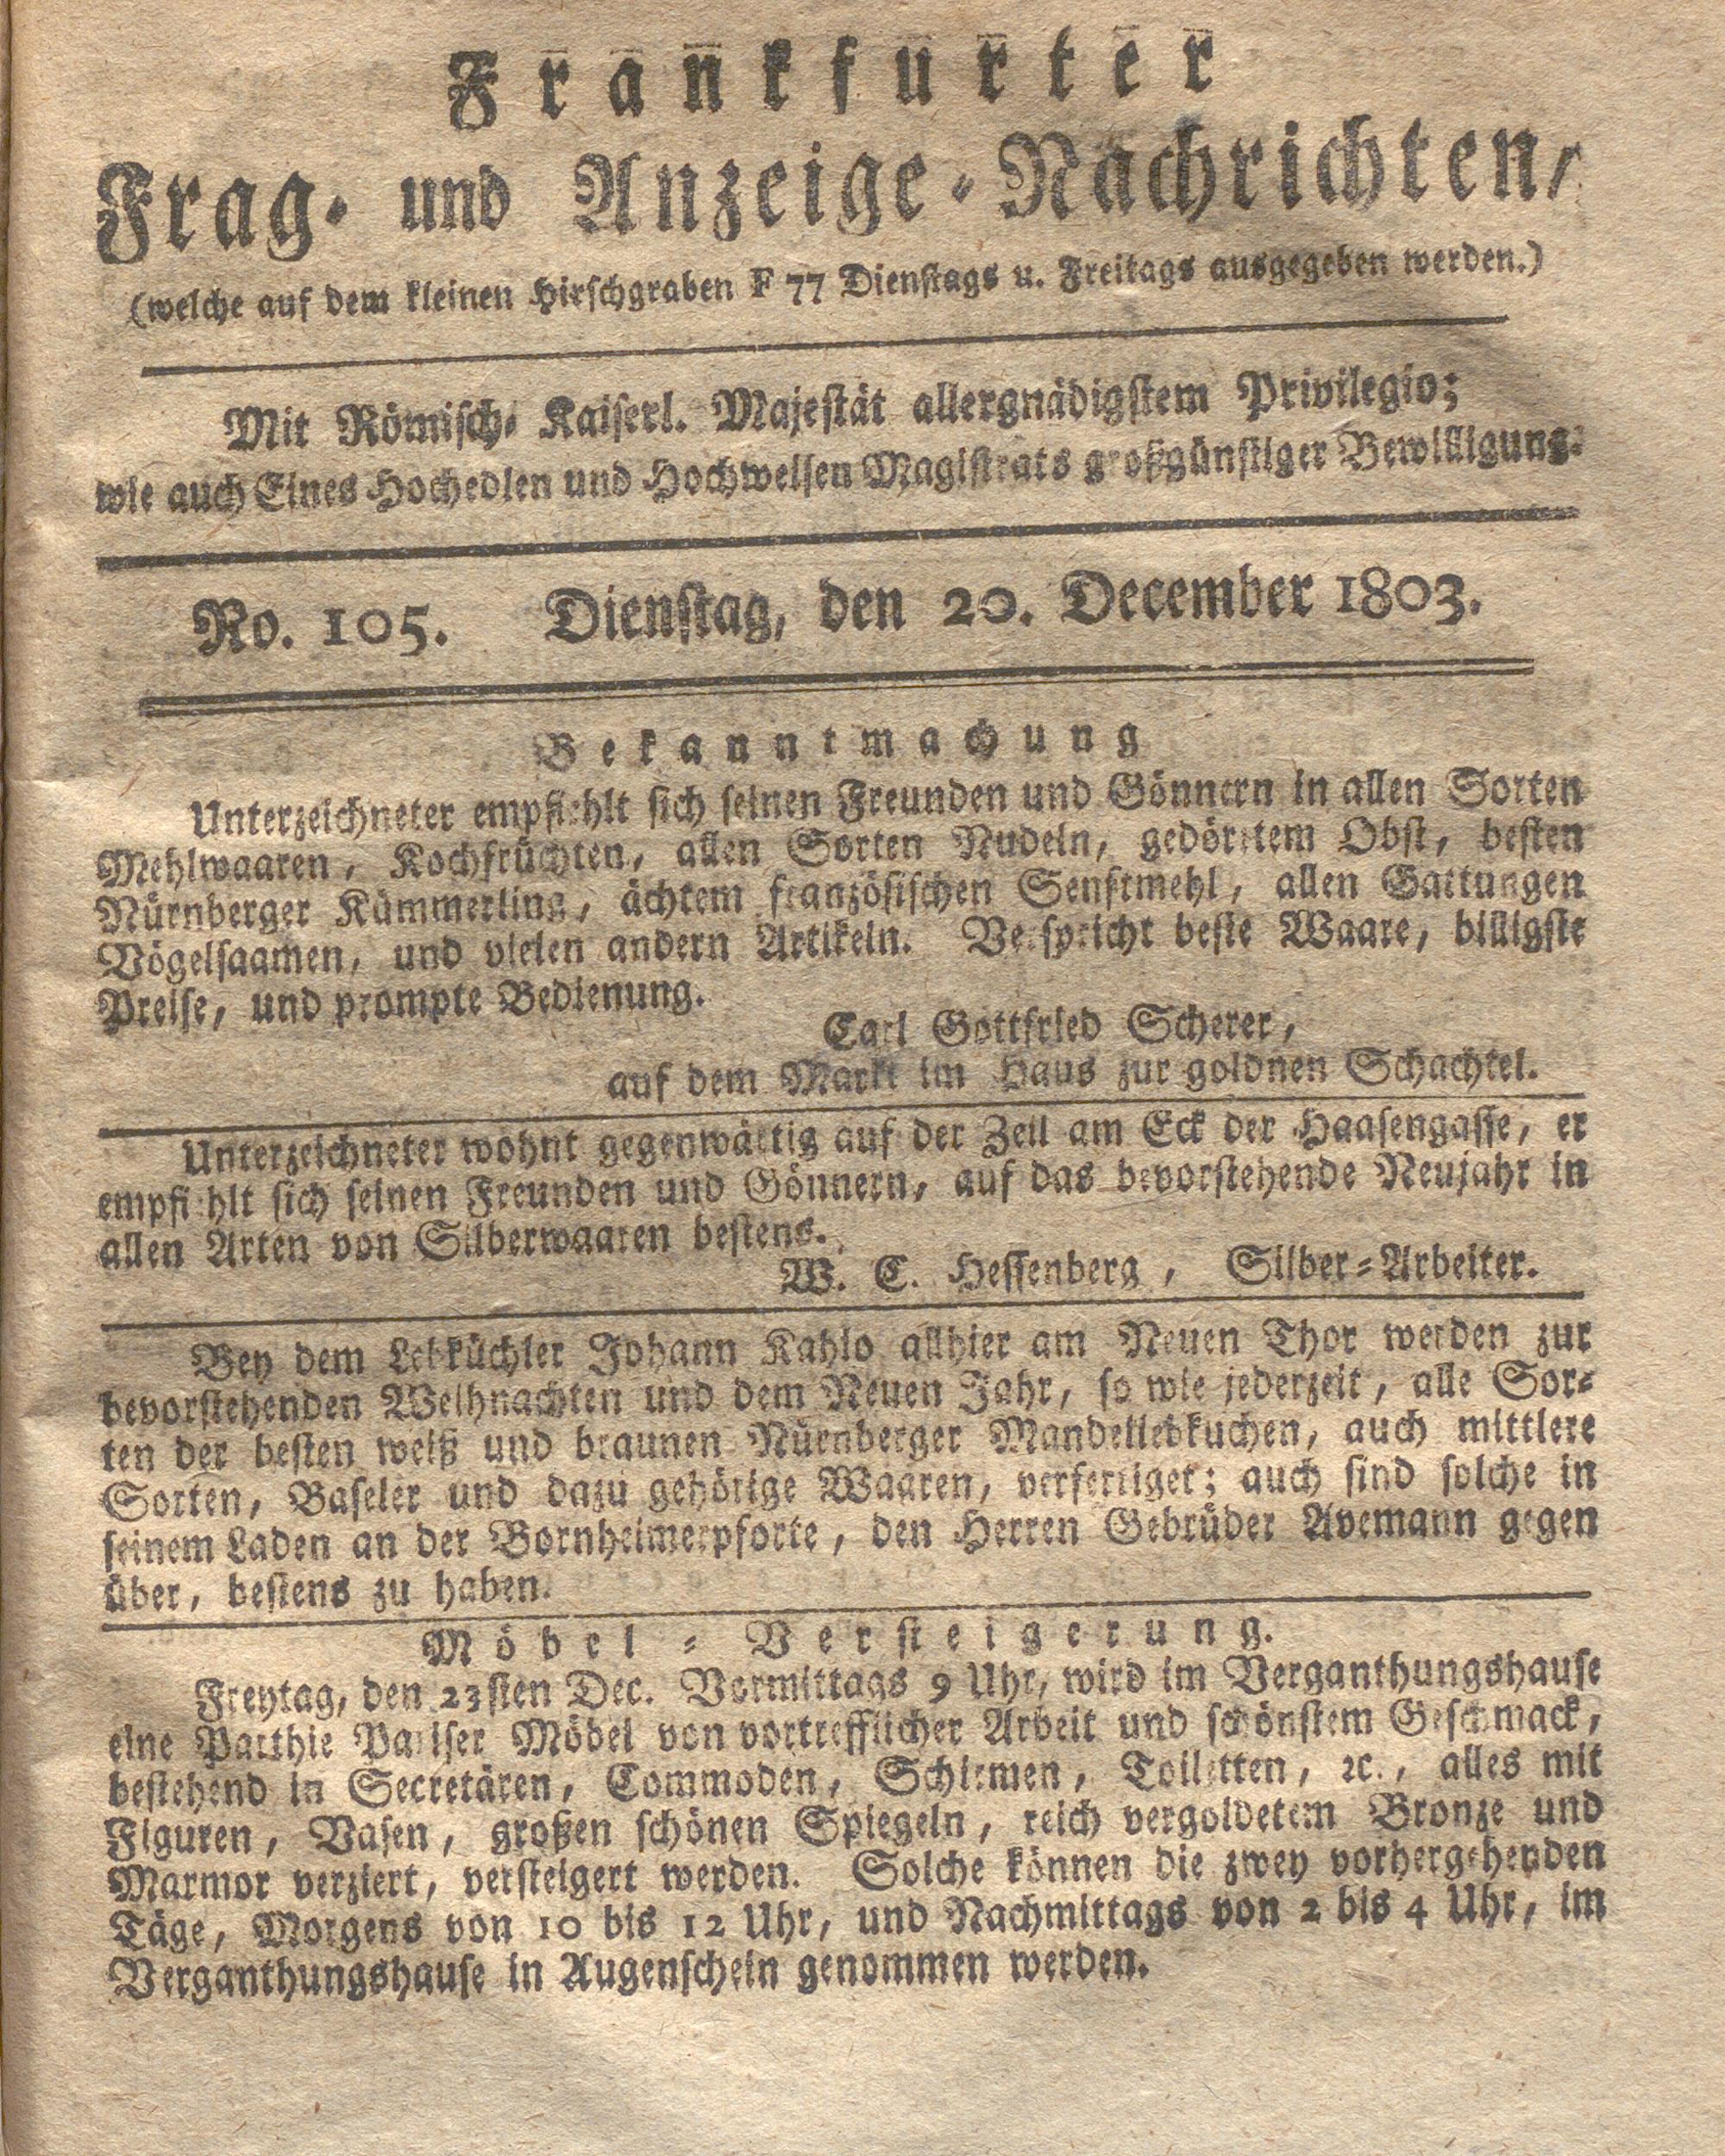 Frankfurter
Frag- und Anzeige-Nachrichten,
(welche auf dem kleinen Hirschgraben F 77 Dienstags u. Freitags ausgegeben werden.)
Mit Römisch- Kaiserl. Majestät allergnädigstem Privilegio;
wie auch Eines Hochedlen und Hochweisen Magistrats großgünstiger Bewilligung.
No. 105. Dienstag, den 20. December 1803.
Bekanntmachung
Unterzeichneter empfiehlt sich seinen Freunden und Gönnern in allen Sorten
Mehlwaaren, Kochfrüchten, allen Sorten Nudeln, gedörrtem Obst, besten
Nürnberger Kümmerling, ächtem französischen Senftmehl, allen Gattungen
Vögelsaamen, und vielen andern Artikeln. Verspricht beste Waare, billigste
Preise, und prompte Bedienung.
Carl Gottfried Scherer,
auf dem Markt im Haus zur goldnen Schachtel.
Unterzeichneter wohnt gegenwärtig auf der Zeil am Eck der Haasengasse, er
empfiehlt sich seinen Freunden und Gönnern, auf das bevorstehende Neujahr in
allen Arten von Silberwaaren bestens.
W. C. Hessenberg, Silber-Arbeiter.
Bey dem Lebküchler Johann Kahlo allhier am Neuen Thor werden zur
bevorstehenden Weihnachten und dem Neuen Jahr, so wie jederzeit, alle Sor-
ten der besten weiß und braunen Nürnberger Mandellebkuchen, auch mittlere
Sorten, Baseler und dazu gehörige Waaren, verfertiget; auch sind solche in
seinem Laden an der Bornheimerpforte, den Herren Gebrüder Avemann gegen
über, bestens zu haben.
Möbel-Versteigerung.
Freytag, den 23sten Dec. Vormittags 9 Uhr, wird im Verganthungshause
eine Parthie Pariser Möbel von vortrefflicher Arbeit und schönstem Geschmack,
bestehend in Secretären, Commoden, Schirmen, Toiletten, ꝛc., alles mit
Figuren, Vasen, großen schönen Spiegeln, reich vergoldetem Bronze und
Marmor verziert, versteigert werden. Solche können die zwey vorhergehenden
Täge, Morgens von 10 bis 12 Uhr, und Nachmittags von 2 bis 4 Uhr, im
Verganthungshause in Augenschein genommen werden.